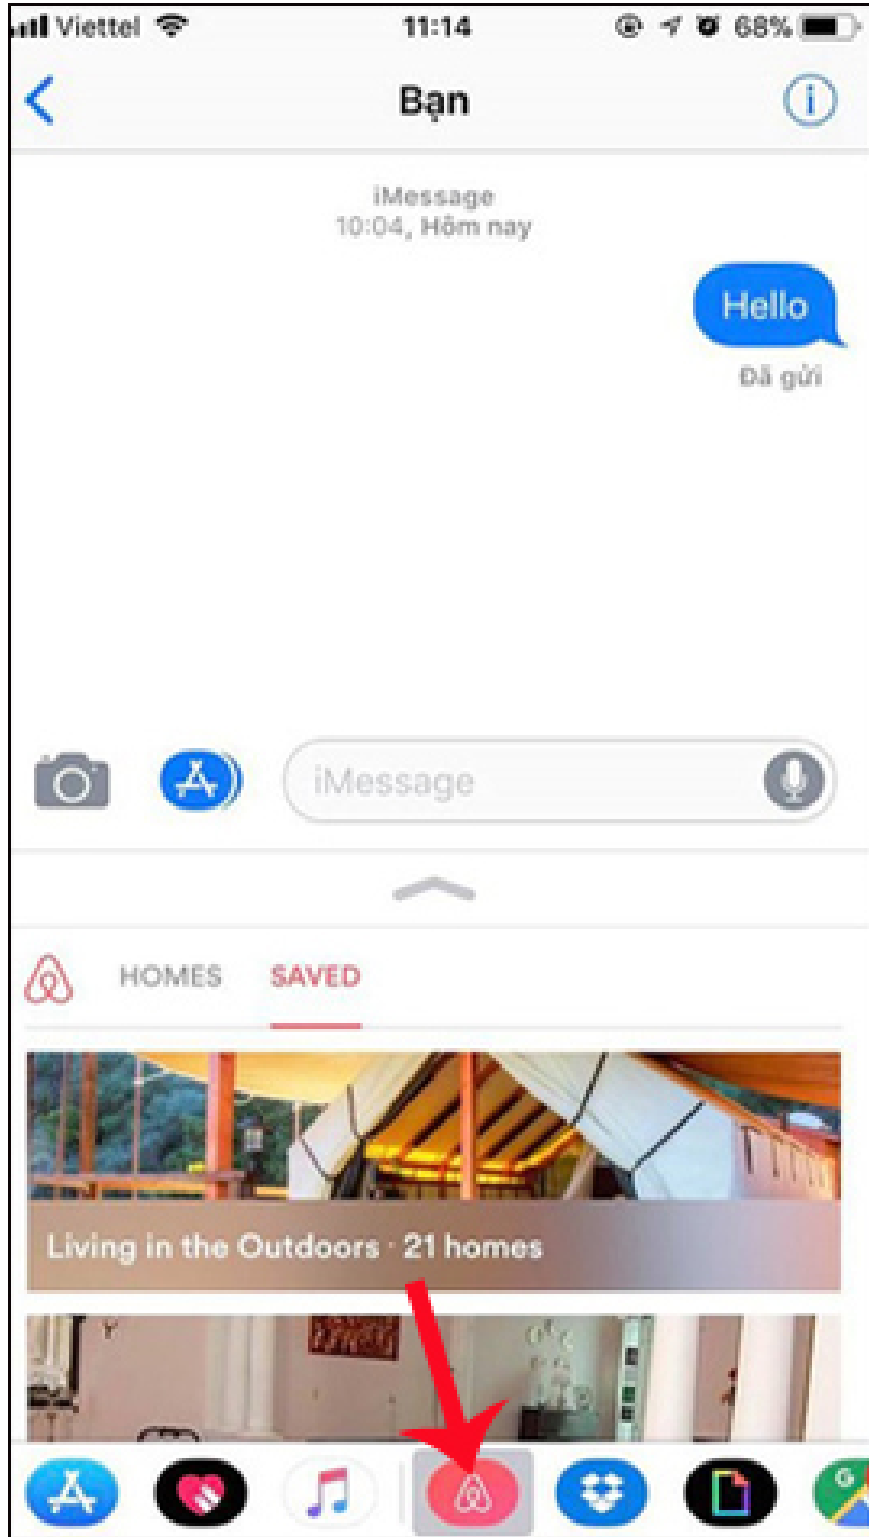 Viettel 11:14 68%
Bạn
iMessage
10:04, Hôm nay
Hello
Đã gửi
iMessage
HOMES SAVED
Living in the Outdoors · 21 homes
G